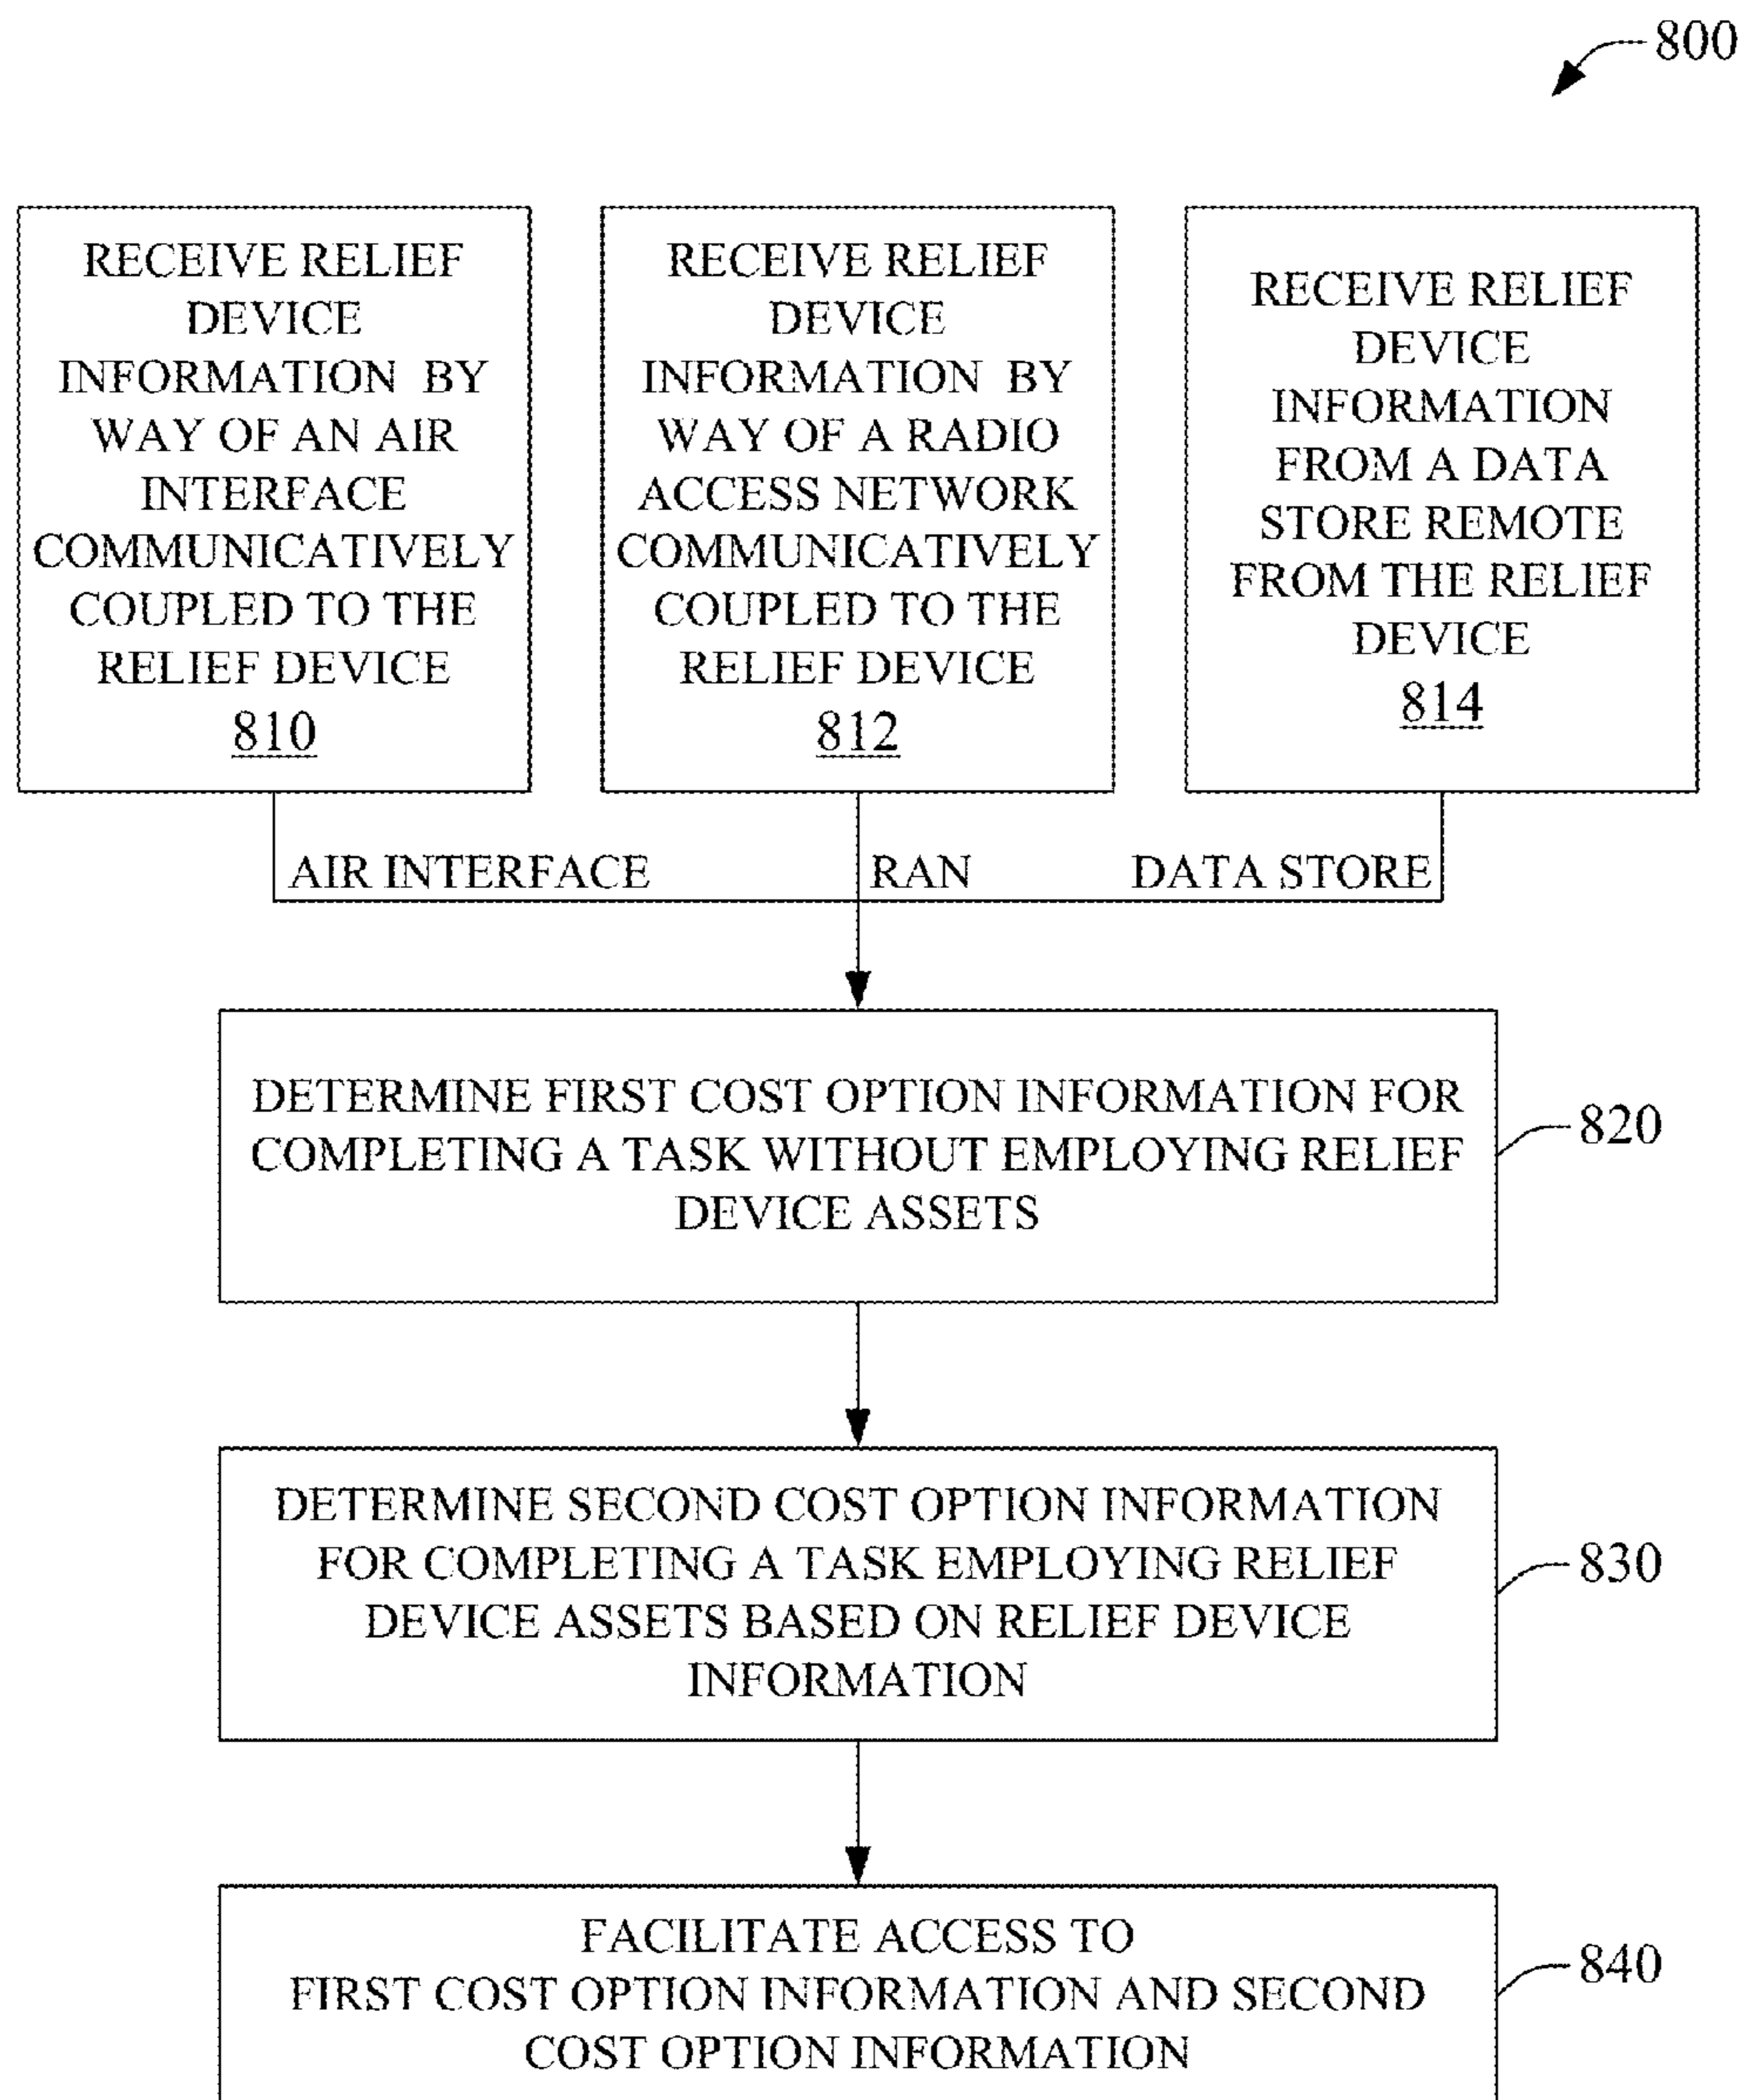 800
RECEIVE RELIEF
DEVICE
INFORMATION BY
WAY OF AN AIR
INTERFACE
COMMUNICATIVELY
COUPLED TO THE
RELIEF DEVICE
810
RECEIVE RELIEF
DEVICE
INFORMATION BY
WAY OF A RADIO
ACCESS NETWORK
COMMUNICATIVELY
COUPLED TO THE
RELIEF DEVICE
812
RECEIVE RELIEF
DEVICE
INFORMATION
FROM A DATA
STORE REMOTE
FROM THE RELIEF
DEVICE
814
AIR INTERFACE
RAN
DATA STORE
DETERMINE FIRST COST OPTION INFORMATION FOR
COMPLETING A TASK WITHOUT EMPLOYING RELIEF
DEVICE ASSETS
820
DETERMINE SECOND COST OPTION INFORMATION
FOR COMPLETING A TASK EMPLOYING RELIEF
DEVICE ASSETS BASED ON RELIEF DEVICE
INFORMATION
830
FACILITATE ACCESS TO
FIRST COST OPTION INFORMATION AND SECOND
COST OPTION INFORMATION
840